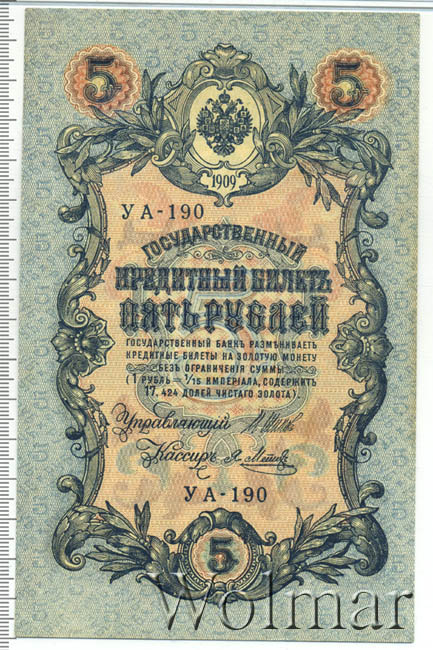 5 5
1909
УА-190
ГОСУДАРСТВЕННЫЙ
КРЕДИТНЫЙ БИЛЕТЪ
ПЯТЬ РУБЛЕЙ
ГОСУДАРСТВЕННЫЙ БАНКЪ РАЗМѢНИВАЕТЪ
КРЕДИТНЫЕ БИЛЕТЫ НА ЗОЛОТУЮ МОНЕТУ
БЕЗЪ ОГРАНИЧЕНІЯ СУММЫ
(1 РУБЛЬ = 1/15 ИМПЕРІАЛА, СОДЕРЖИТЪ
17,424 ДОЛЕЙ ЧИСТАГО ЗОЛОТА).
Управляющій
Кассиръ
УА-190
5
Wolmar